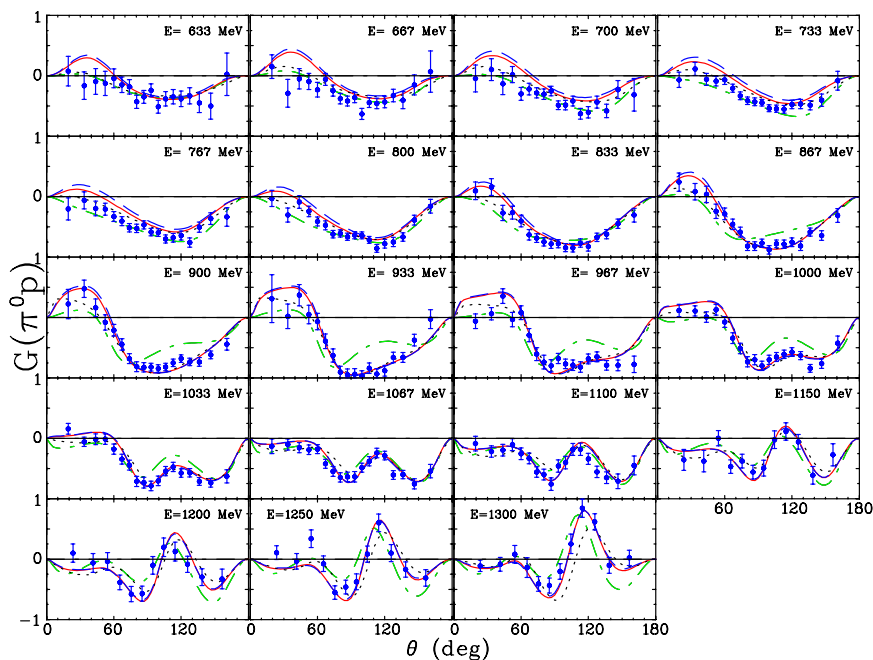 1
E= 633 MeV
E= 667 MeV
E= 700 MeV
E= 733 MeV
0
1
E= 767 MeV
E= 800 MeV
E= 833 MeV
E= 867 MeV
0
1
E= 900 MeV
E= 933 MeV
E= 967 MeV
E=1000 MeV
0
G(π⁰p)
1
E=1033 MeV
E=1067 MeV
E=1100 MeV
E=1150 MeV
0
1
60 120 180
E=1200 MeV
E=1250 MeV
E=1300 MeV
0
-1
0 60 120 60 120 60 120 180
θ (deg)